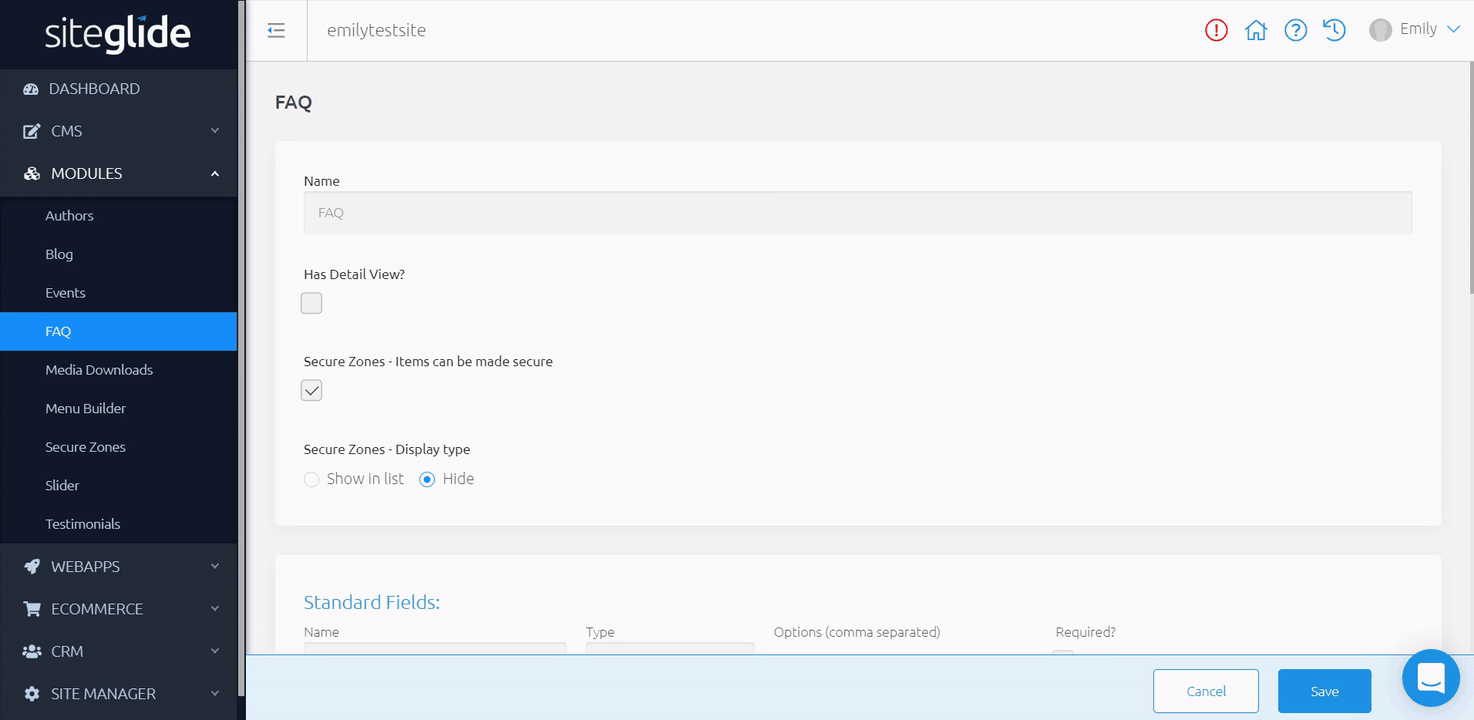 siteglide
emilytestsite
Emily
DASHBOARD
CMS
MODULES
Authors
Blog
Events
FAQ
Media Downloads
Menu Builder
Secure Zones
Slider
Testimonials
WEBAPPS
ECOMMERCE
CRM
SITE MANAGER
FAQ
Name
FAQ
Has Detail View?
Secure Zones - Items can be made secure
Secure Zones - Display type
Show in list Hide
Standard Fields:
Name Type Options (comma separated) Required?
Cancel Save